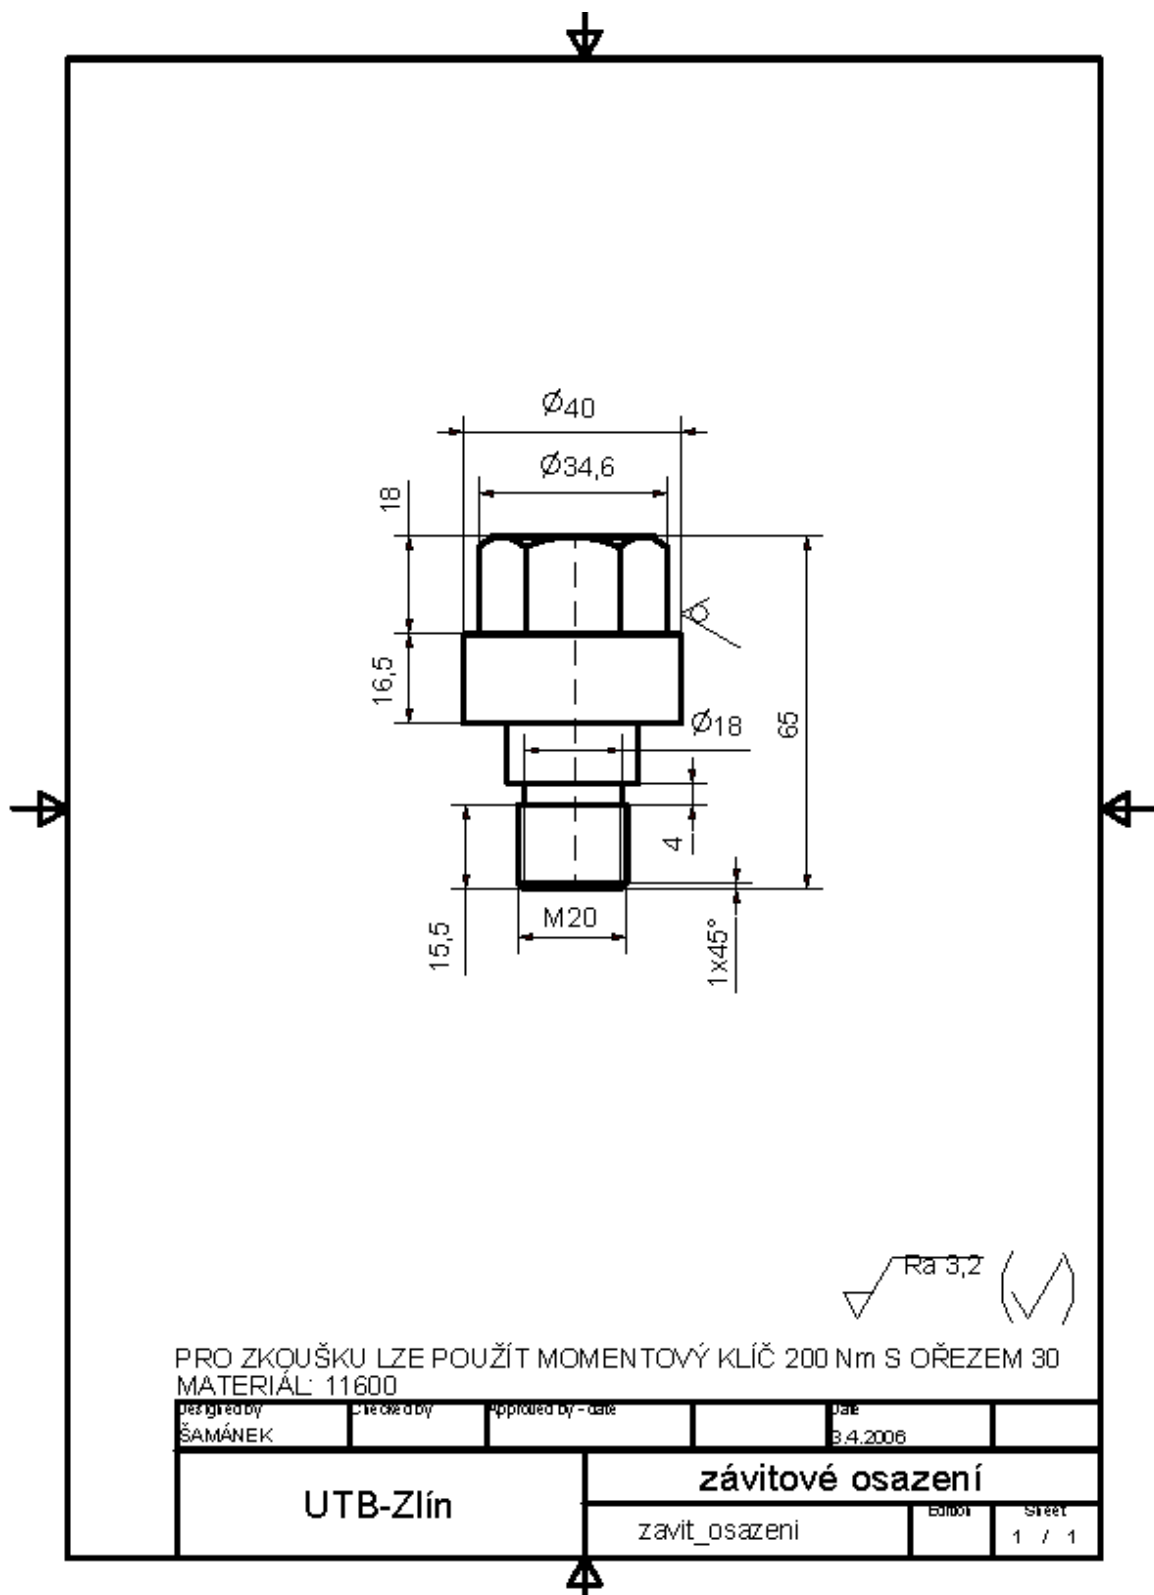 Ø40
Ø34,6
18
16,5
Ø18
65
4
15,5
M20
1x45°
Ra 3,2
PRO ZKOUŠKU LZE POUŽÍT MOMENTOVÝ KLÍČ 200 Nm S OŘEZEM 30
MATERIÁL: 11600
Designed by Checked by Approved by - date Date
ŠAMÁNEK 3.4.2006
UTB-Zlín
závitové osazení
zavit_osazeni
Edition
Sheet
1 / 1